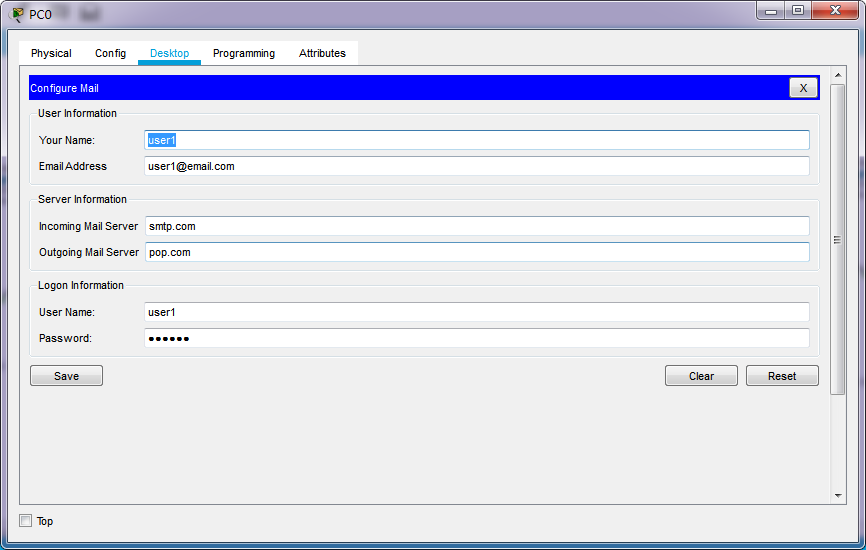 PC0
Physical Config Desktop Programming Attributes
Configure Mail X
User Information
Your Name: user1
Email Address user1@email.com
Server Information
Incoming Mail Server smtp.com
Outgoing Mail Server pop.com
Logon Information
User Name: user1
Password: ●●●●●●
Save Clear Reset
Top